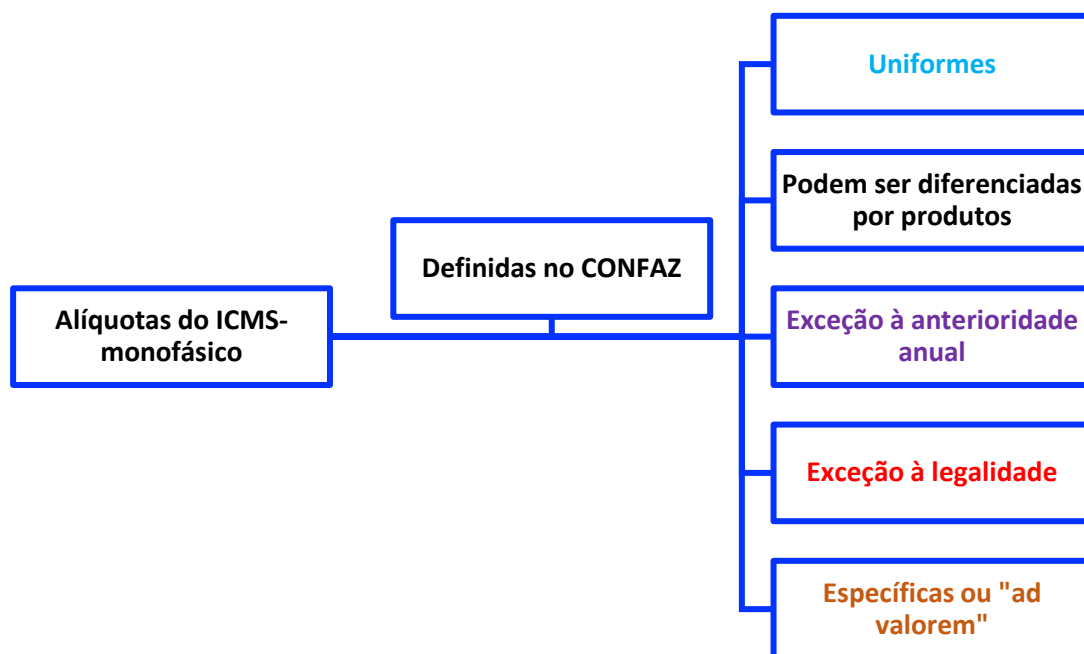 Alíquotas do ICMS-
monofásico
Definidas no CONFAZ
Uniformes
Podem ser diferenciadas
por produtos
Exceção à anterioridade
anual
Exceção à legalidade
Específicas ou "ad
valorem"